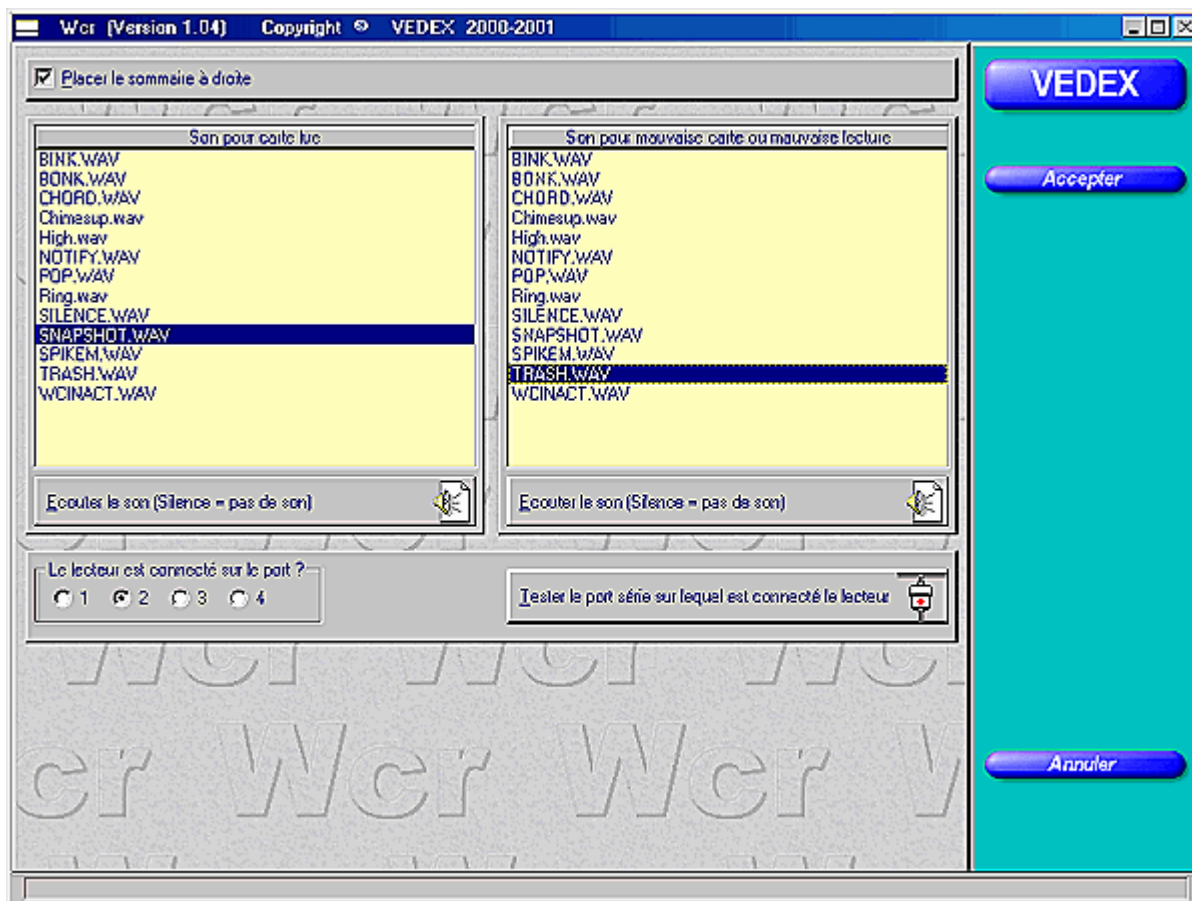 Wcr (Version 1.04) Copyright © VEDEX 2000-2001
Placer le sommaire à droite
VEDEX
Accepter
Son pour carte lue
BINK.WAV
BONK.WAV
CHORD.WAV
Chimesup.wav
High.wav
NOTIFY.WAV
POP.WAV
Ring.wav
SILENCE.WAV
SNAPSHOT.WAV
SPIKEM.WAV
TRASH.WAV
WCINACT.WAV
Ecouter le son (Silence = pas de son)
Son pour mauvaise carte ou mauvaise lecture
BINK.WAV
BONK.WAV
CHORD.WAV
Chimesup.wav
High.wav
NOTIFY.WAV
POP.WAV
Ring.wav
SILENCE.WAV
SNAPSHOT.WAV
SPIKEM.WAV
TRASH.WAV
WCINACT.WAV
Ecouter le son (Silence = pas de son)
Le lecteur est connecté sur le port ?
1 2 3 4
Tester le port série sur lequel est connecté le lecteur
Wcr Wcr Wcr
Annuler